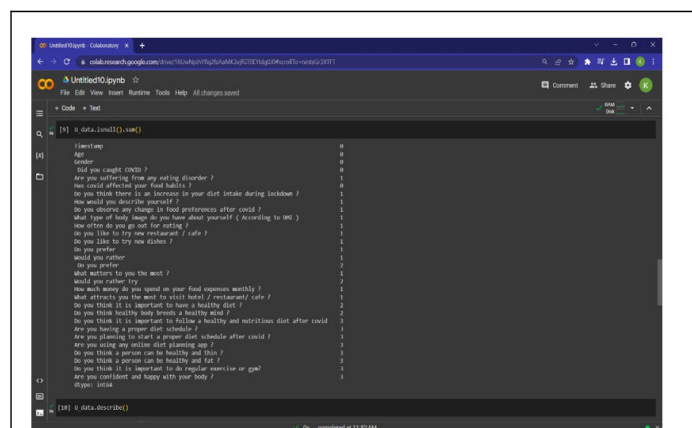 Untitled10.ipynb - Colaboratory
colab.research.google.com
Untitled10.ipynb
Comment
Share
K
File Edit View Insert Runtime Tools Help All changes saved
+ Code + Text
RAM
Disk
[9] U_data.isnull().sum()
Timestamp 0
Age 0
Gender 0
Did you caught COVID ? 0
Are you suffering from any eating disorder ? 1
Has covid affected your food habits ? 0
Do you think there is an increase in your diet intake during lockdown ? 1
How would you describe yourself ? 1
Do you observe any change in food preferences after covid ? 1
What type of body image do you have about yourself ( According to BMI ) 1
How often do you go out for eating ? 1
Do you like to try new restaurant / cafe ? 1
Do you like to try new dishes ? 1
Do you prefer 1
Would you rather 1
Do you prefer 2
What matters to you the most ? 1
Would you rather try 2
How much money do you spend on your food expenses monthly ? 1
What attracts you the most to visit hotel / restaurant/ cafe ? 1
Do you think it is important to have a healthy diet ? 2
Do you think healthy body breeds a healthy mind ? 2
Do you think it is important to follow a healthy and nutritious diet after covid 3
Are you having a proper diet schedule ? 3
Are you planning to start a proper diet schedule after covid ? 3
Are you using any online diet planning app ? 3
Do you think a person can be healthy and thin ? 3
Do you think a person can be healthy and fat ? 3
Do you think it is important to do regular exercise or gym? 3
Are you confident and happy with your body ? 3
dtype: int64
[10] U_data.describe()
completed at